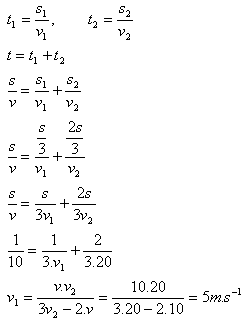 t₁ = s₁/v₁, t₂ = s₂/v₂
t = t₁ + t₂
s/v = s₁/v₁ + s₂/v₂
s/v = (s/3)/v₁ + (2s/3)/v₂
s/v = s/3v₁ + 2s/3v₂
1/10 = 1/3.v₁ + 2/3.20
v₁ = v.v₂/(3v₂ − 2.v) = 10.20/(3.20 − 2.10) = 5m.s⁻¹